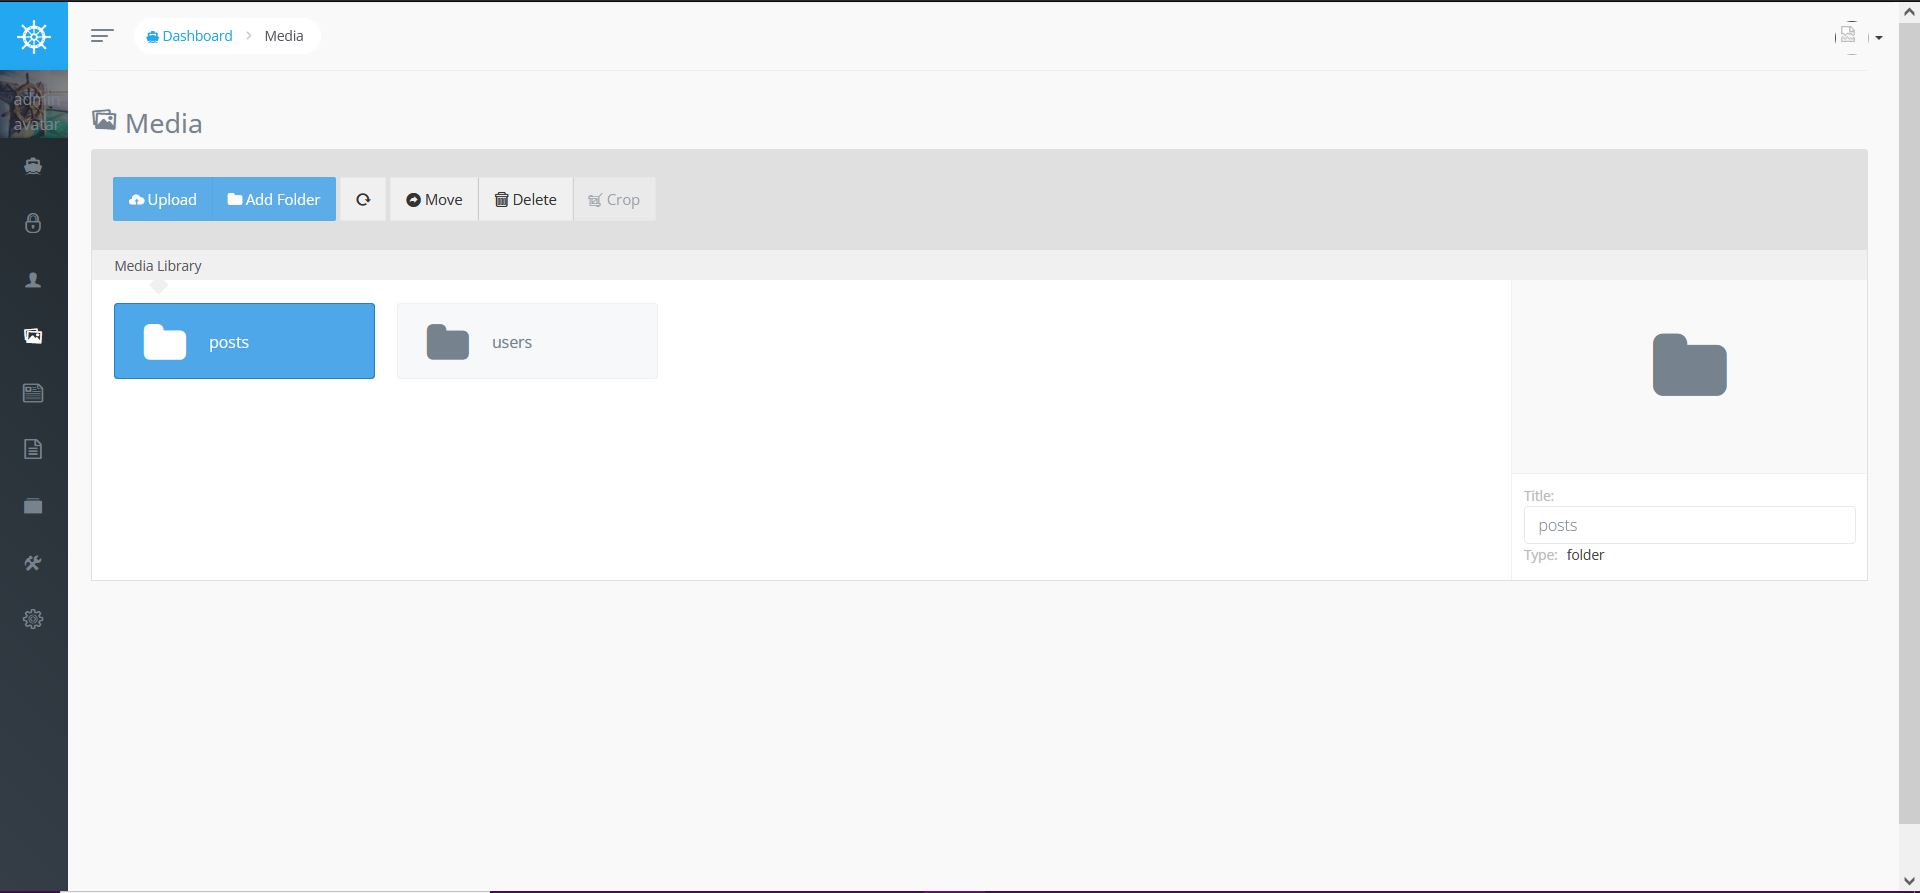 Dashboard > Media
admin
avatar
Media
Upload Add Folder Move Delete Crop
Media Library
posts users
Title:
posts
Type: folder